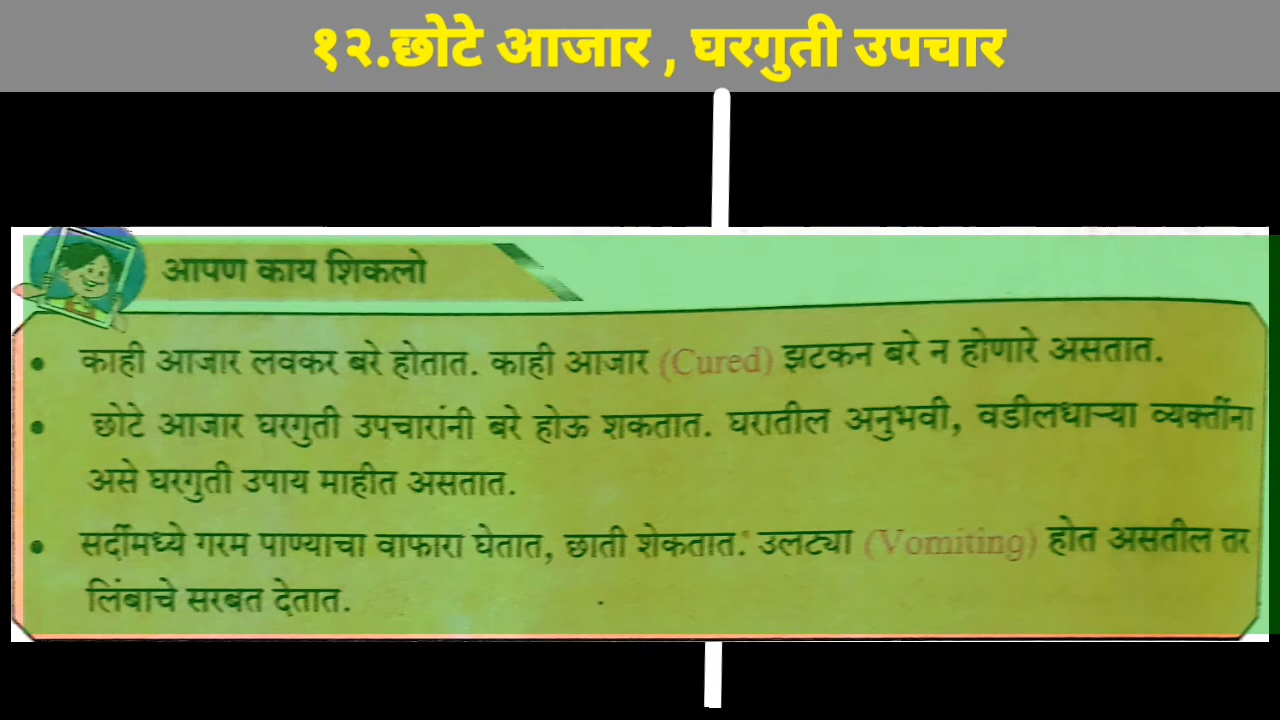 १२.छोटे आजार , घरगुती उपचार
आपण काय शिकलो
• काही आजार लवकर बरे होतात. काही आजार (Cured) झटकन बरे न होणारे असतात.
• छोटे आजार घरगुती उपचारांनी बरे होऊ शकतात. घरातील अनुभवी, वडीलधाऱ्या व्यक्तींना
असे घरगुती उपाय माहीत असतात.
• सर्दीमध्ये गरम पाण्याचा वाफारा घेतात, छाती शेकतात. उलट्या (Vomiting) होत असतील तर
लिंबाचे सरबत देतात.